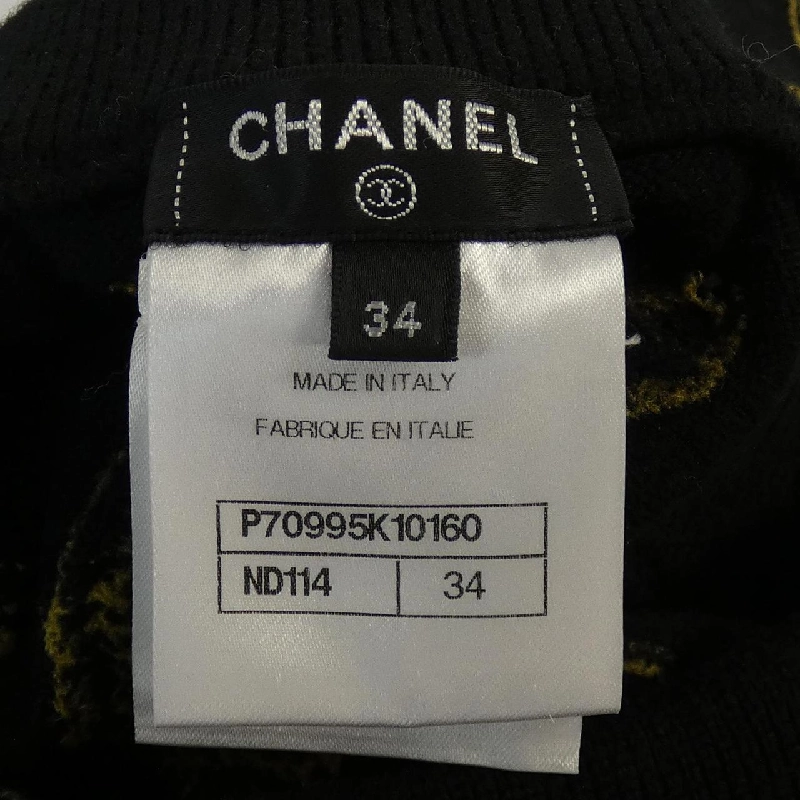 CHANEL
34
MADE IN ITALY
FABRIQUE EN ITALIE
P70995K10160
ND114 34